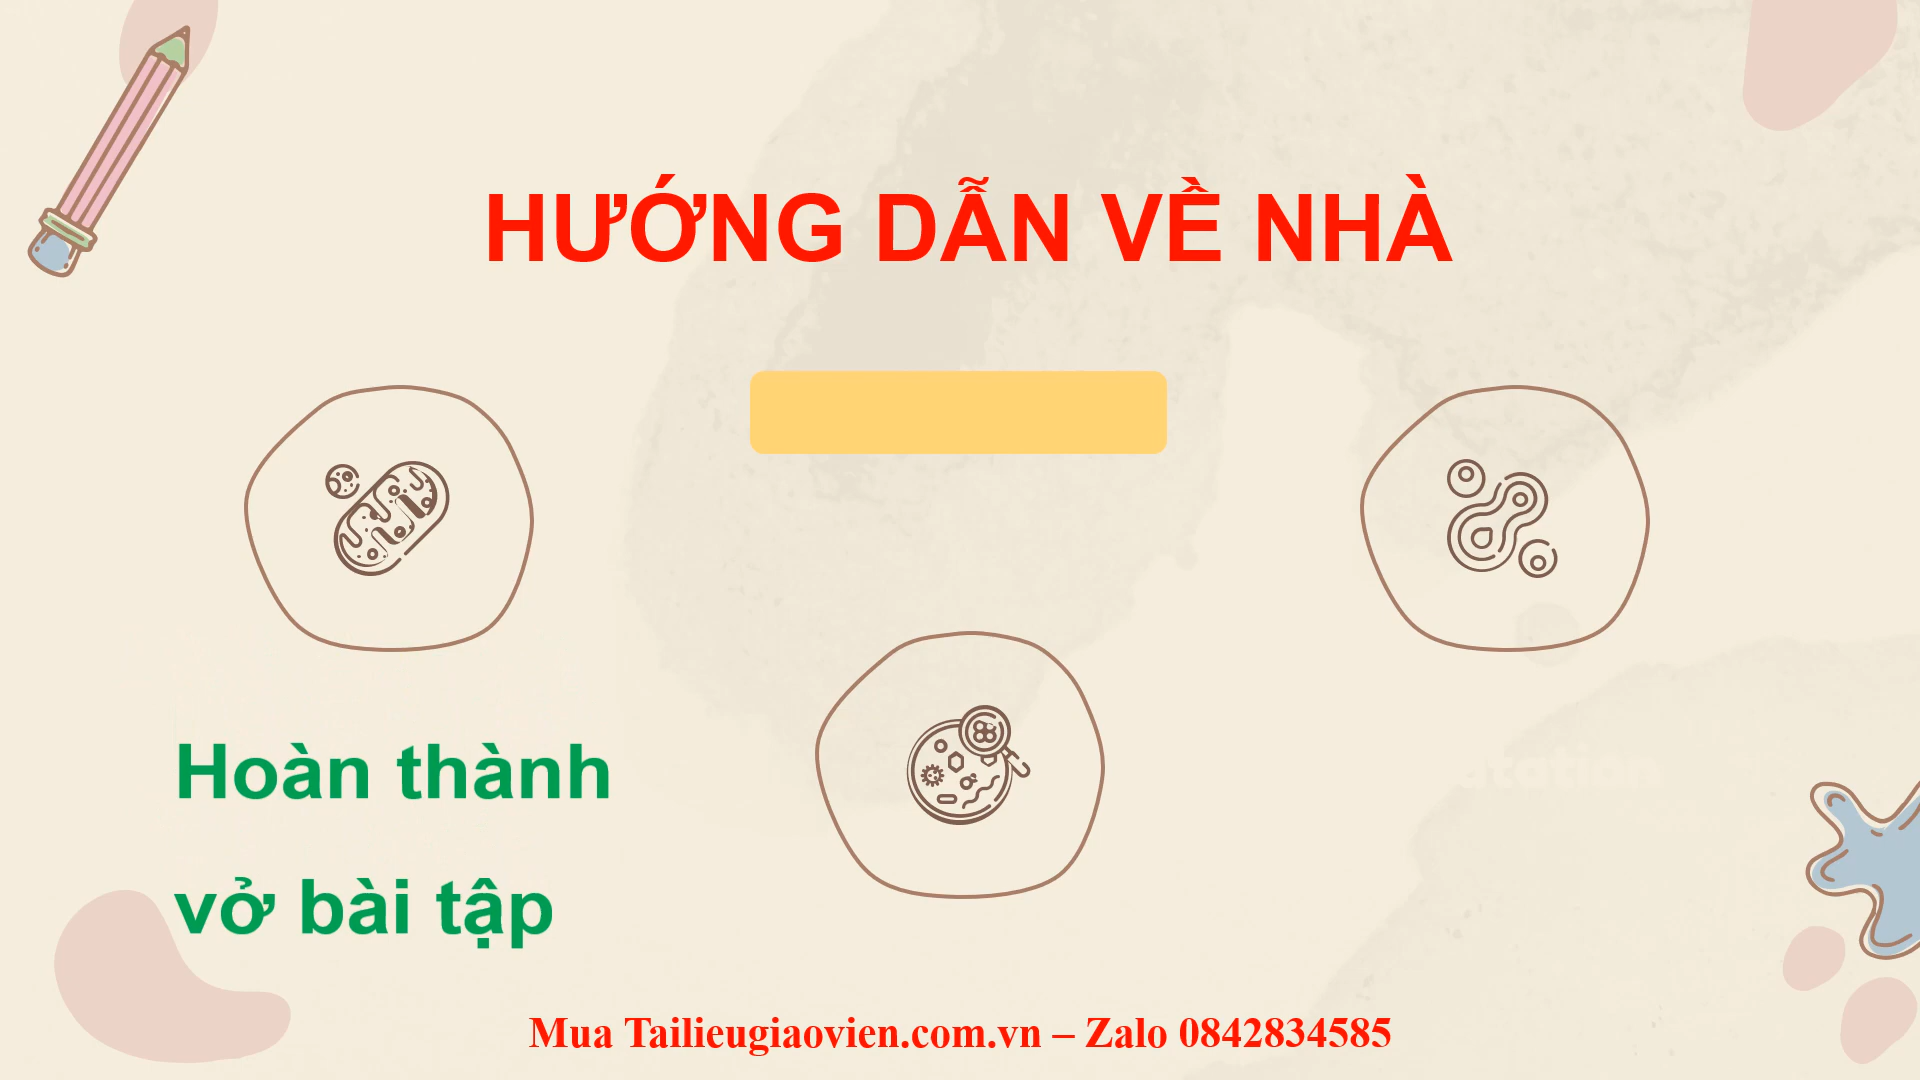 HƯỚNG DẪN VỀ NHÀ
Hoàn thành
vở bài tập
Mua Tailieugiaovien.com.vn – Zalo 0842834585